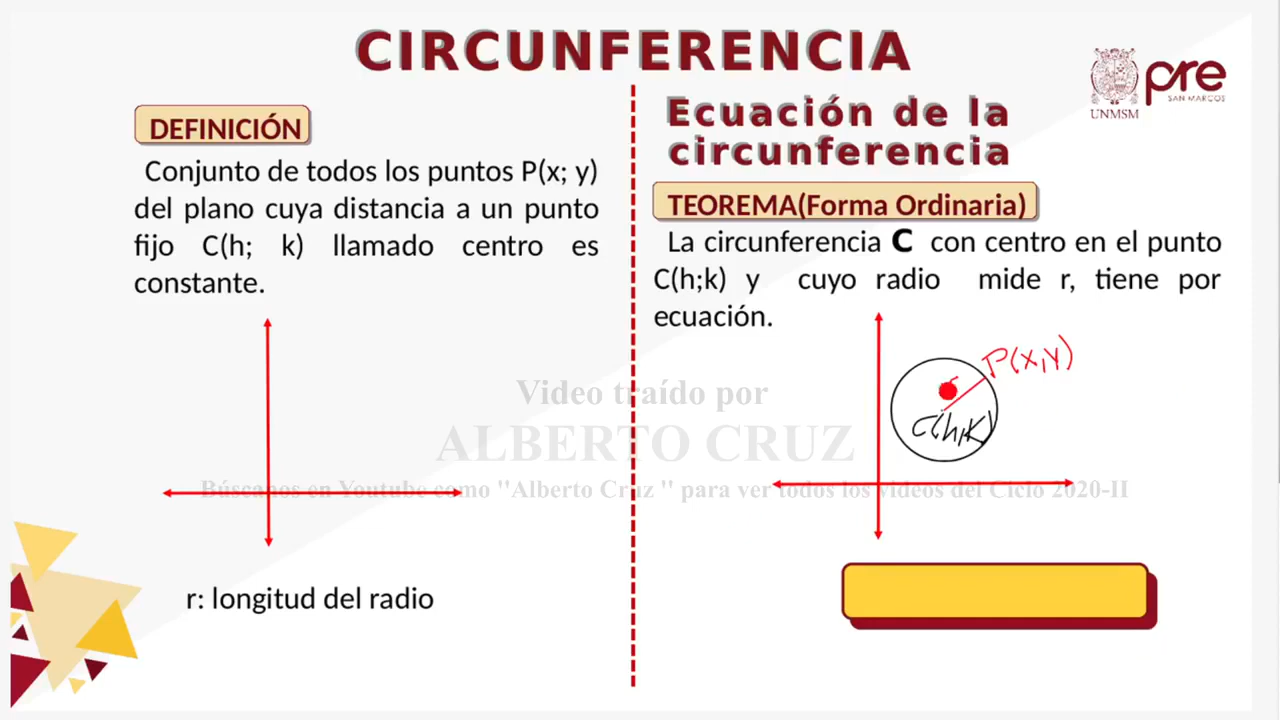 CIRCUNFERENCIA
pre
SAN MARCOS
UNMSM
DEFINICIÓN
Conjunto de todos los puntos P(x; y)
del plano cuya distancia a un punto
fijo C(h; k) llamado centro es
constante.
r: longitud del radio
Ecuación de la
circunferencia
TEOREMA(Forma Ordinaria)
La circunferencia C con centro en el punto
C(h;k) y cuyo radio mide r, tiene por
ecuación.
P(x,y)
r
C(h,k)
Video traído por
ALBERTO CRUZ
Búscanos en Youtube como "Alberto Cruz " para ver todos los videos del Ciclo 2020-II